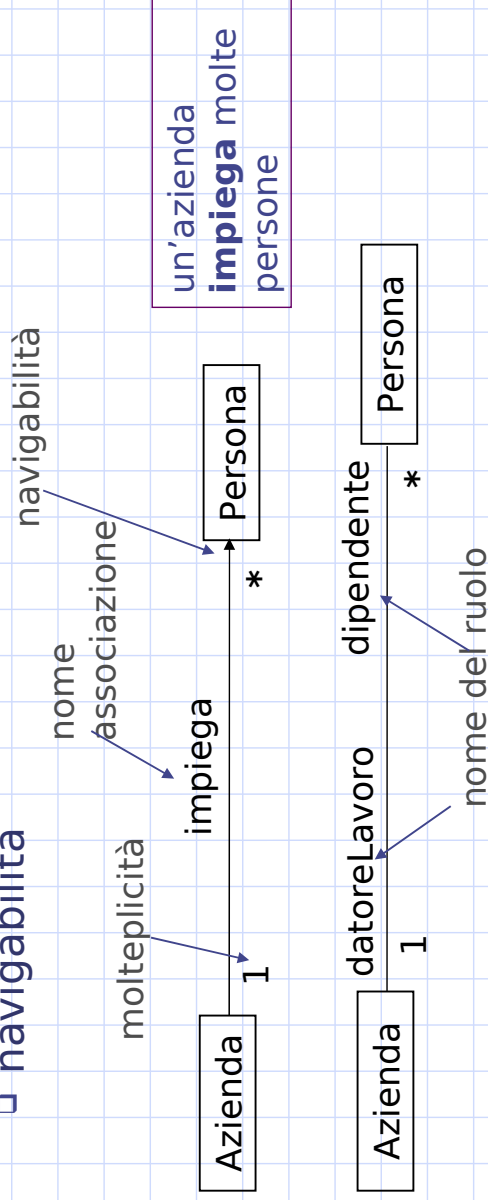 navigabilità
molteplicità
nome
associazione
navigabilità
impiega
Azienda
1
*
Persona
un’azienda
impiega molte
persone
datoreLavoro
dipendente
Azienda
1
*
Persona
nome del ruolo